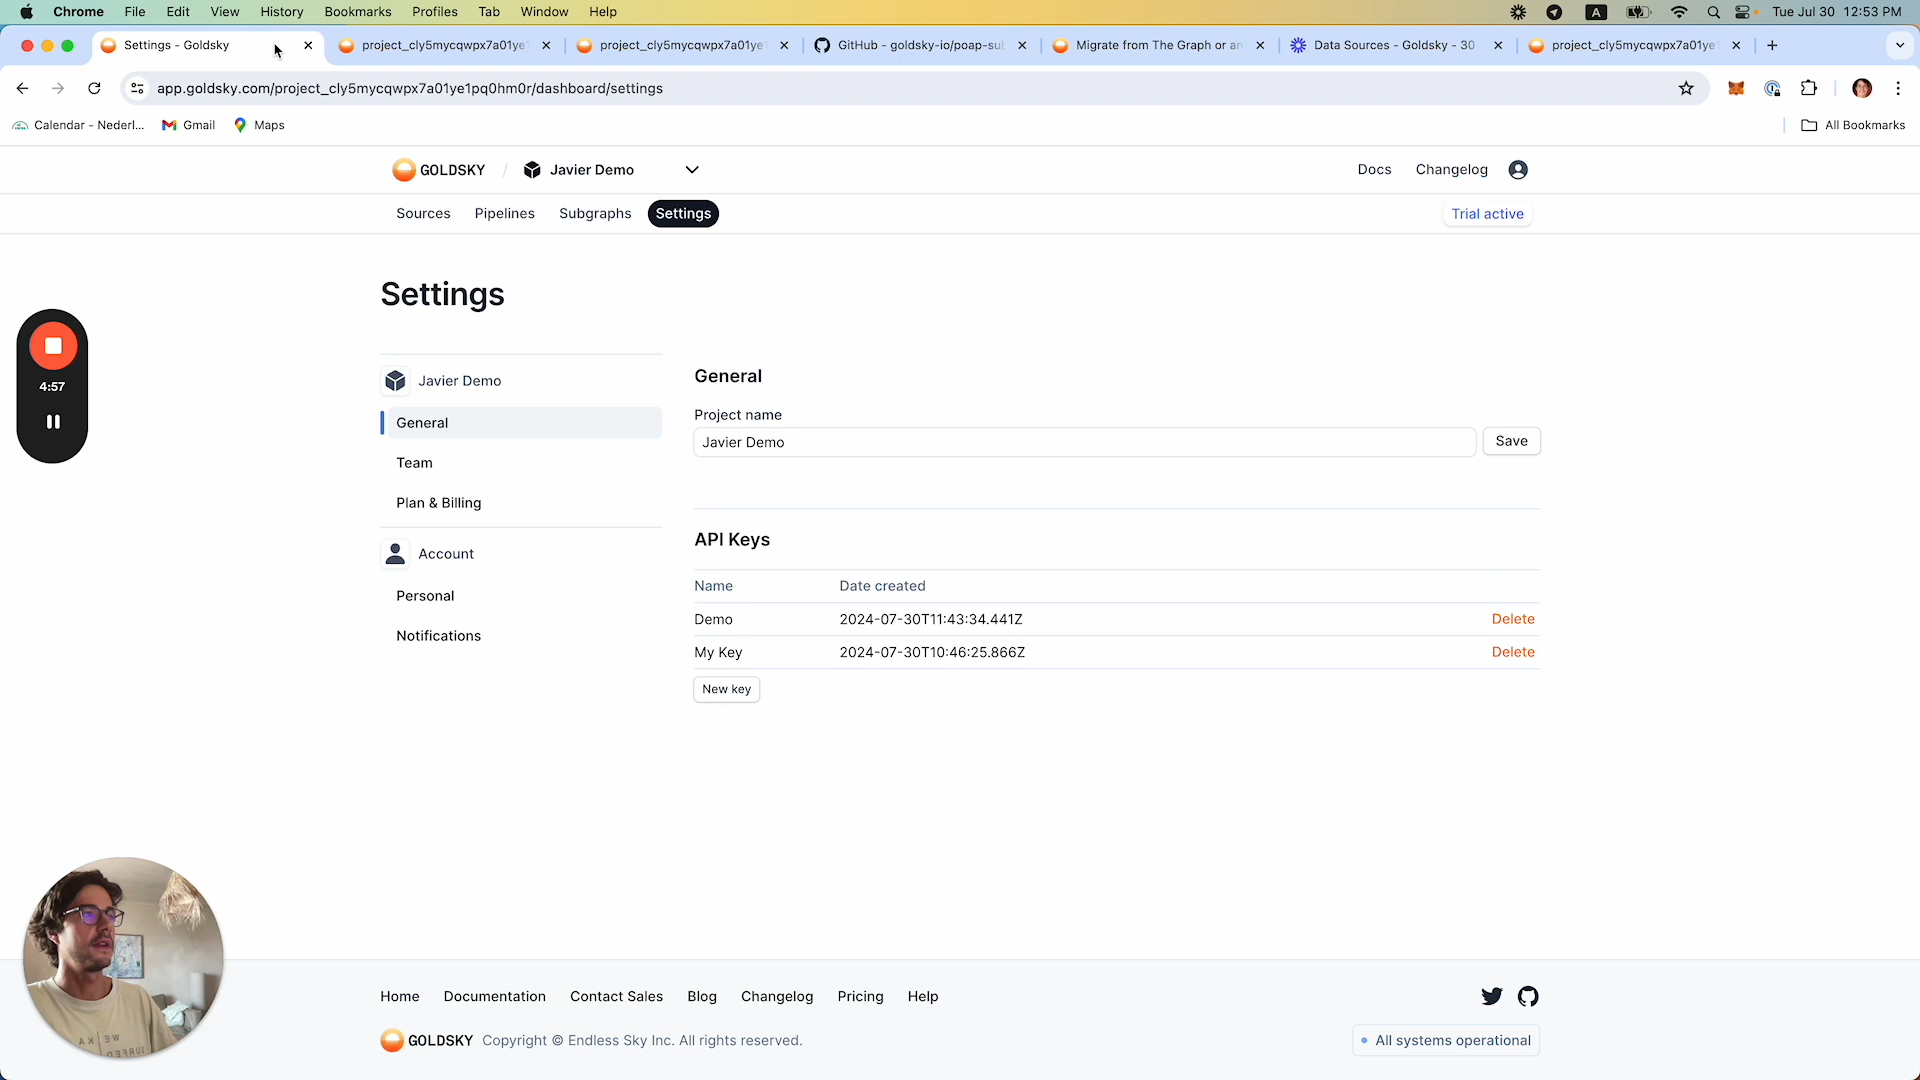 Chrome File Edit View History Bookmarks Profiles Tab Window Help
A Tue Jul 30 12:53 PM
Settings - Goldsky
project_cly5mycqwpx7a01ye1
project_cly5mycqwpx7a01ye1
GitHub - goldsky-io/poap-sub
Migrate from The Graph or an
Data Sources - Goldsky - 30
project_cly5mycqwpx7a01ye1
app.goldsky.com/project_cly5mycqwpx7a01ye1pq0hm0r/dashboard/settings
Calendar - Nederl... Gmail Maps All Bookmarks
GOLDSKY / Javier Demo Docs Changelog
Sources Pipelines Subgraphs Settings Trial active
Settings
4:57
Javier Demo
General
Team
Plan & Billing
Account
Personal
Notifications
General
Project name
Javier Demo Save
API Keys
Name Date created
Demo 2024-07-30T11:43:34.441Z Delete
My Key 2024-07-30T10:46:25.866Z Delete
New key
Home Documentation Contact Sales Blog Changelog Pricing Help
GOLDSKY Copyright © Endless Sky Inc. All rights reserved.
All systems operational